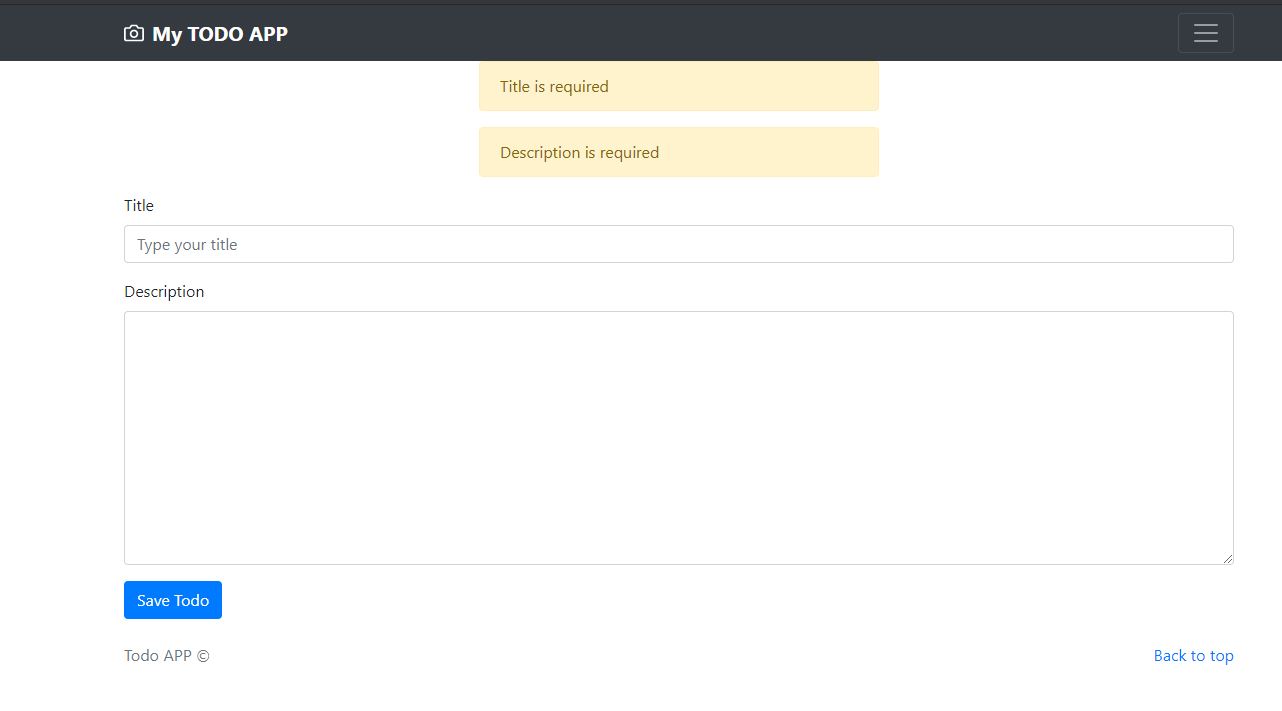 My TODO APP
Title is required
Description is required
Title
Type your title
Description
Save Todo
Todo APP ©
Back to top